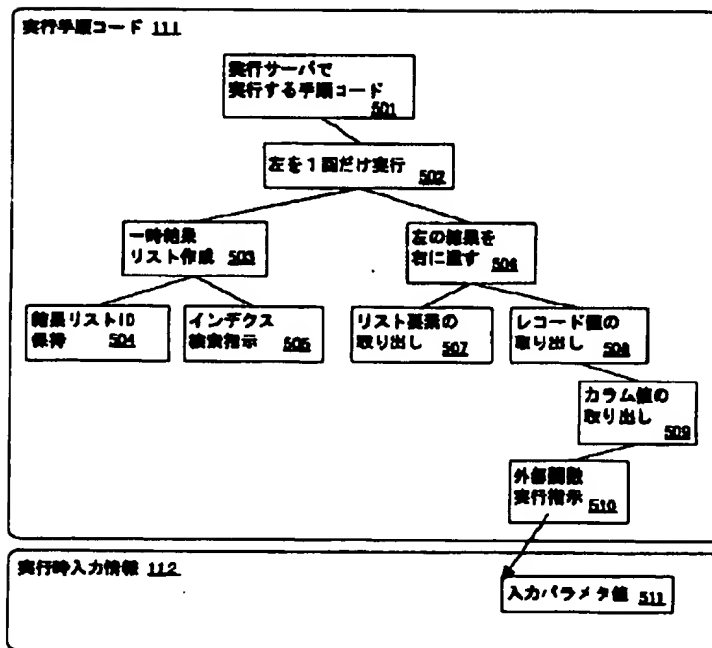 実行手順コード 111
実行サーバで
実行する手順コード
501
左を1回だけ実行 502
一時結果
リスト作成 503
左の結果を
右に渡す 506
結果リストID
保持 504
インデクス
検索指示 505
リスト要素の
取り出し 507
レコード値の
取り出し 508
カラム値の
取り出し 509
外部関数
実行指示 510
実行時入力情報 112
入力パラメタ値 511